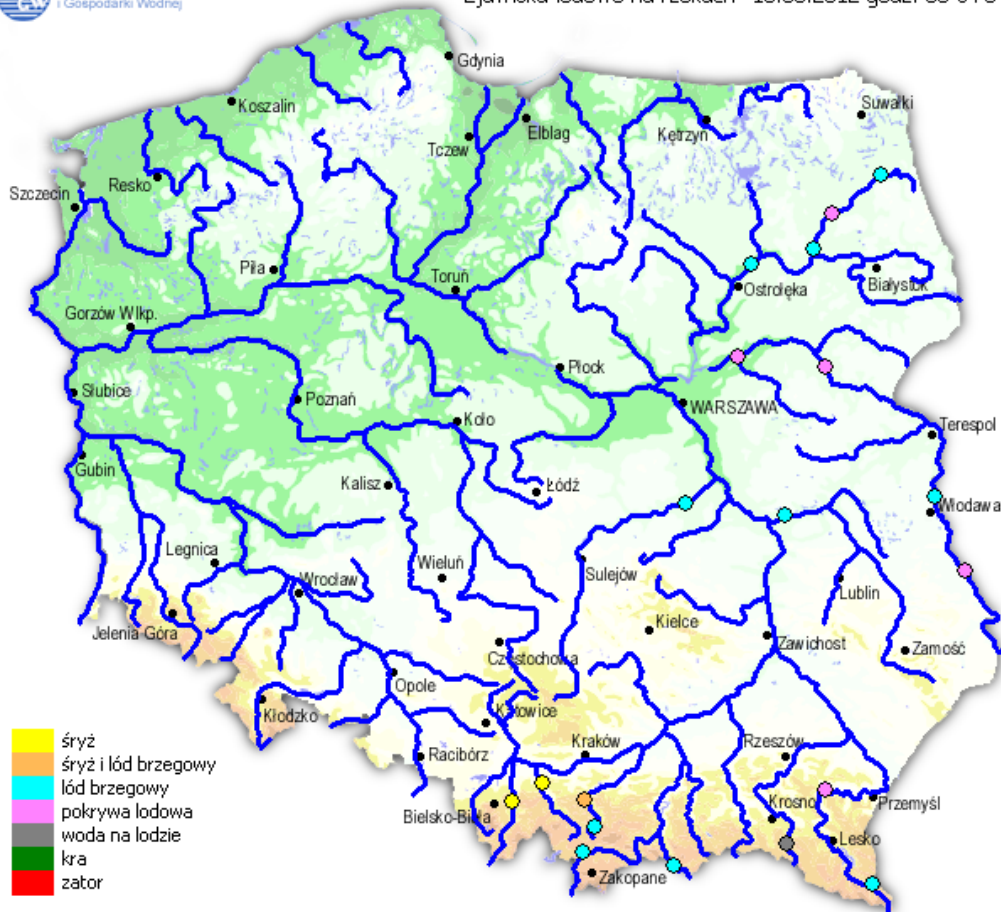 i Gospodarki Wodnej
Gdynia
Koszalin
Suwałki
Elbląg
Kętrzyn
Tczew
Resko
Szczecin
Piła
Toruń
Białystok
Ostrołęka
Gorzów Wlkp.
Płock
Słubice
Poznań
WARSZAWA
Koło
Terespol
Gubin
Kalisz
Łódź
Włodawa
Legnica
Wrocław
Wieluń
Sulejów
Lublin
Jelenia Góra
Kielce
Zawichost
Zamość
Częstochowa
Opole
Kłodzko
Katowice
Racibórz
Kraków
Rzeszów
Bielsko-Biała
Krosno
Przemyśl
Lesko
Zakopane
śryż
śryż i lód brzegowy
lód brzegowy
pokrywa lodowa
woda na lodzie
kra
zator